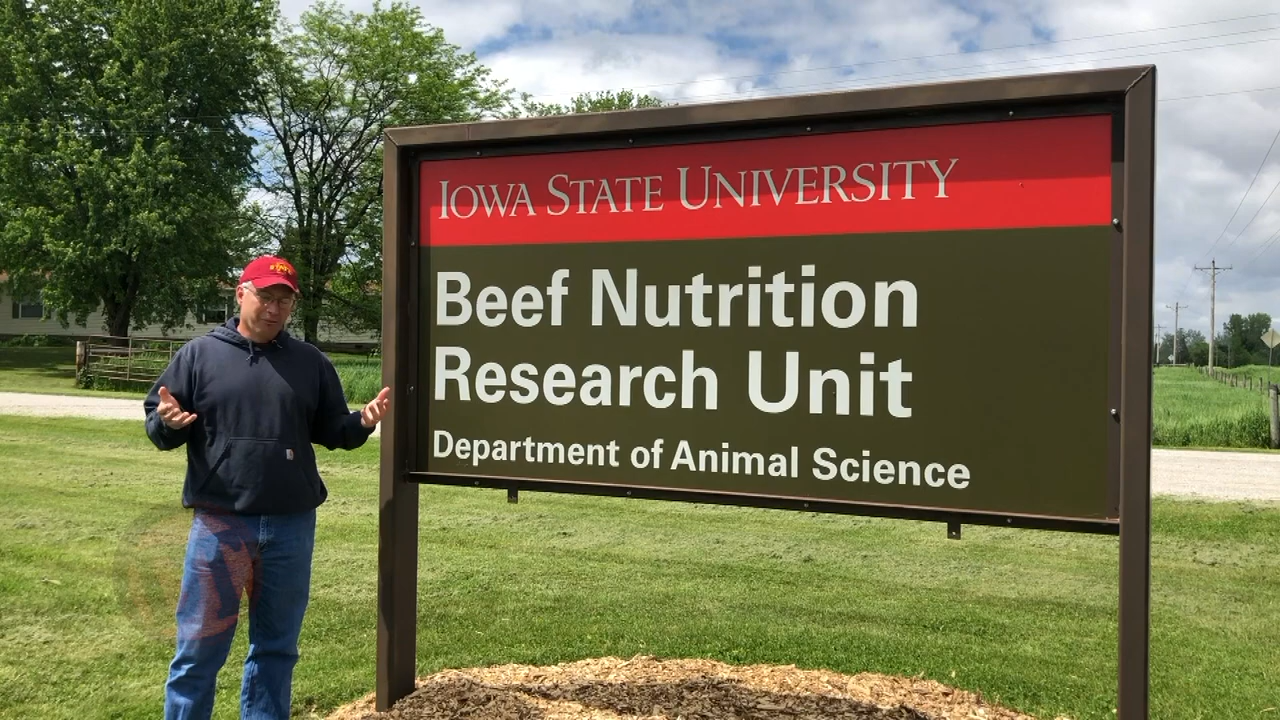 IOWA STATE UNIVERSITY
Beef Nutrition
Research Unit
Department of Animal Science